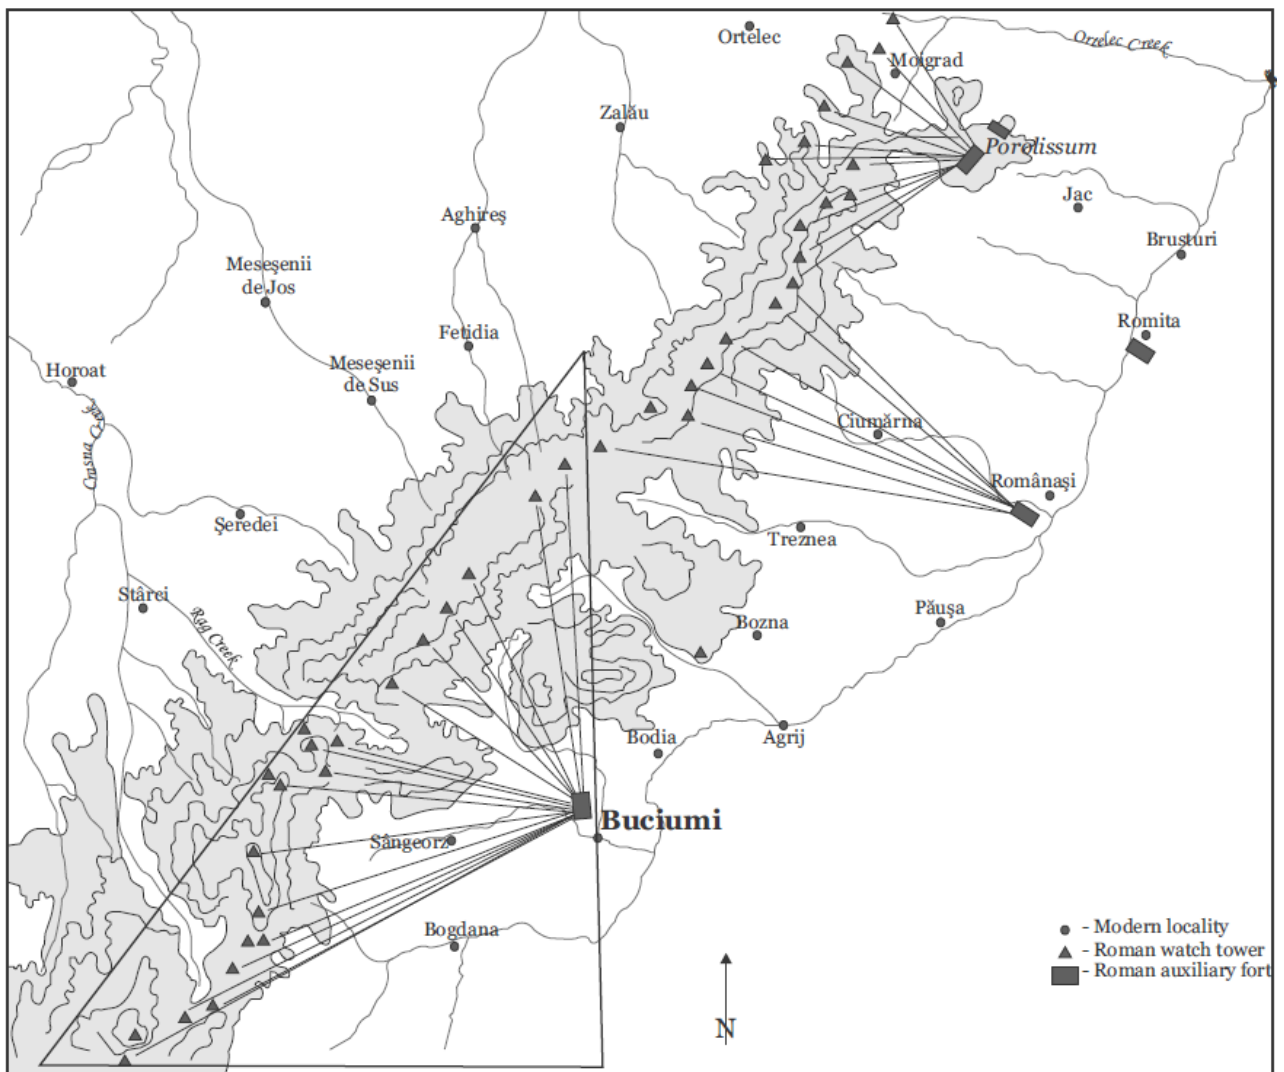 Ortelec
Orzelec Creek
Moigrad
Zalău
Porolissum
Jac
Aghireş
Brusturi
Meseşenii
de Jos
Romita
Fetidia
Meseşenii
de Sus
Horoat
Crasna Creek
Ciumărna
Românaşi
Şeredei
Treznea
Stârci
Rag Creek
Păuşa
Bozna
Bodia
Agrij
Buciumi
Sângeorz
Bogdana
- Modern locality
- Roman watch tower
- Roman auxiliary fort
N